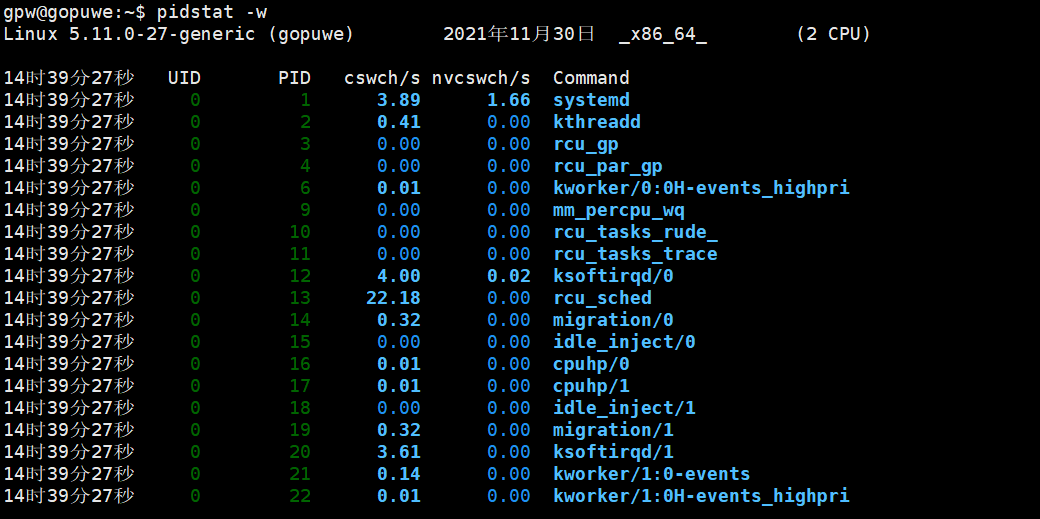 gpw@gopuwe:~$ pidstat -w
Linux 5.11.0-27-generic (gopuwe) 2021年11月30日 _x86_64_ (2 CPU)
14时39分27秒 UID PID cswch/s nvcswch/s Command
14时39分27秒 0 1 3.89 1.66 systemd
14时39分27秒 0 2 0.41 0.00 kthreadd
14时39分27秒 0 3 0.00 0.00 rcu_gp
14时39分27秒 0 4 0.00 0.00 rcu_par_gp
14时39分27秒 0 6 0.01 0.00 kworker/0:0H-events_highpri
14时39分27秒 0 9 0.00 0.00 mm_percpu_wq
14时39分27秒 0 10 0.00 0.00 rcu_tasks_rude_
14时39分27秒 0 11 0.00 0.00 rcu_tasks_trace
14时39分27秒 0 12 4.00 0.02 ksoftirqd/0
14时39分27秒 0 13 22.18 0.00 rcu_sched
14时39分27秒 0 14 0.32 0.00 migration/0
14时39分27秒 0 15 0.00 0.00 idle_inject/0
14时39分27秒 0 16 0.01 0.00 cpuhp/0
14时39分27秒 0 17 0.01 0.00 cpuhp/1
14时39分27秒 0 18 0.00 0.00 idle_inject/1
14时39分27秒 0 19 0.32 0.00 migration/1
14时39分27秒 0 20 3.61 0.00 ksoftirqd/1
14时39分27秒 0 21 0.14 0.00 kworker/1:0-events
14时39分27秒 0 22 0.01 0.00 kworker/1:0H-events_highpri